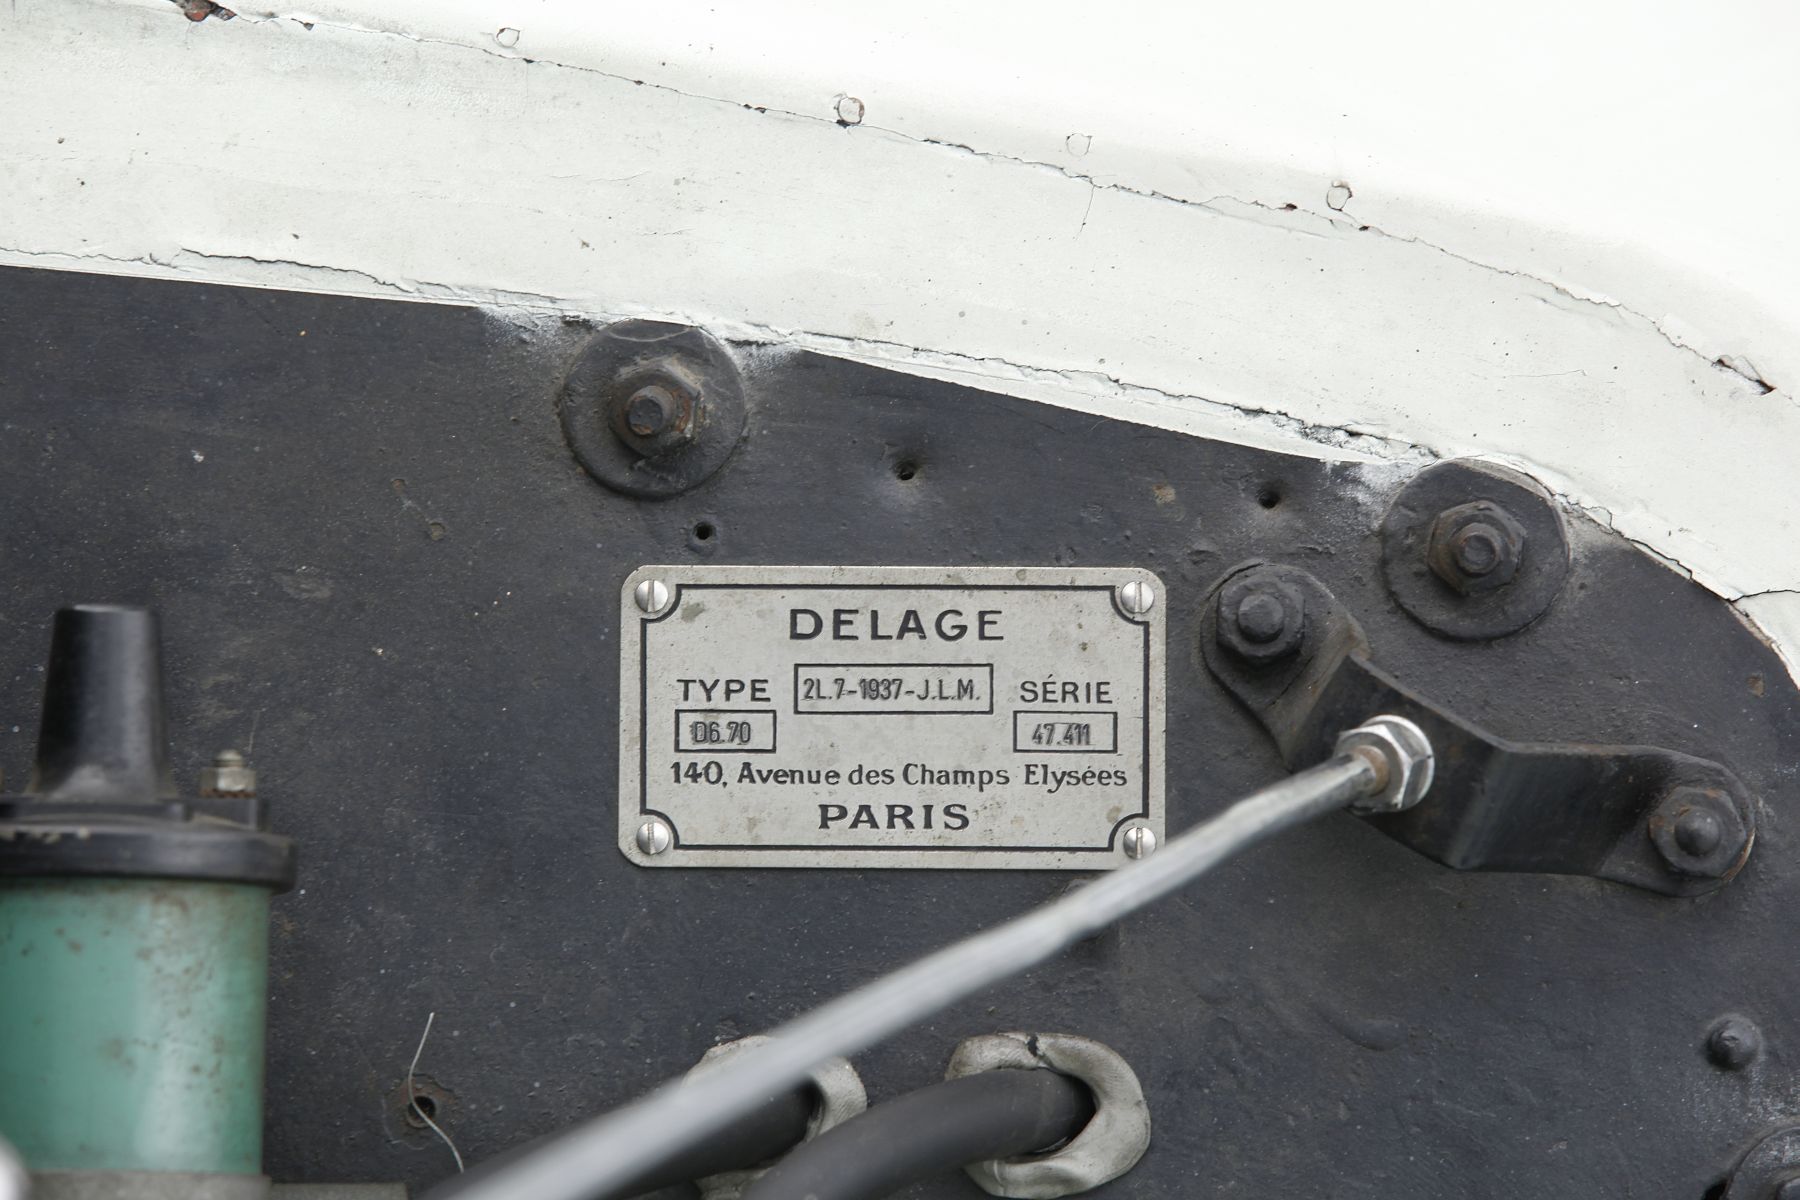 DELAGE
TYPE 2L.7-1937-J.L.M. SÉRIE
D6.70 47.411
140, Avenue des Champs Elysées
PARIS